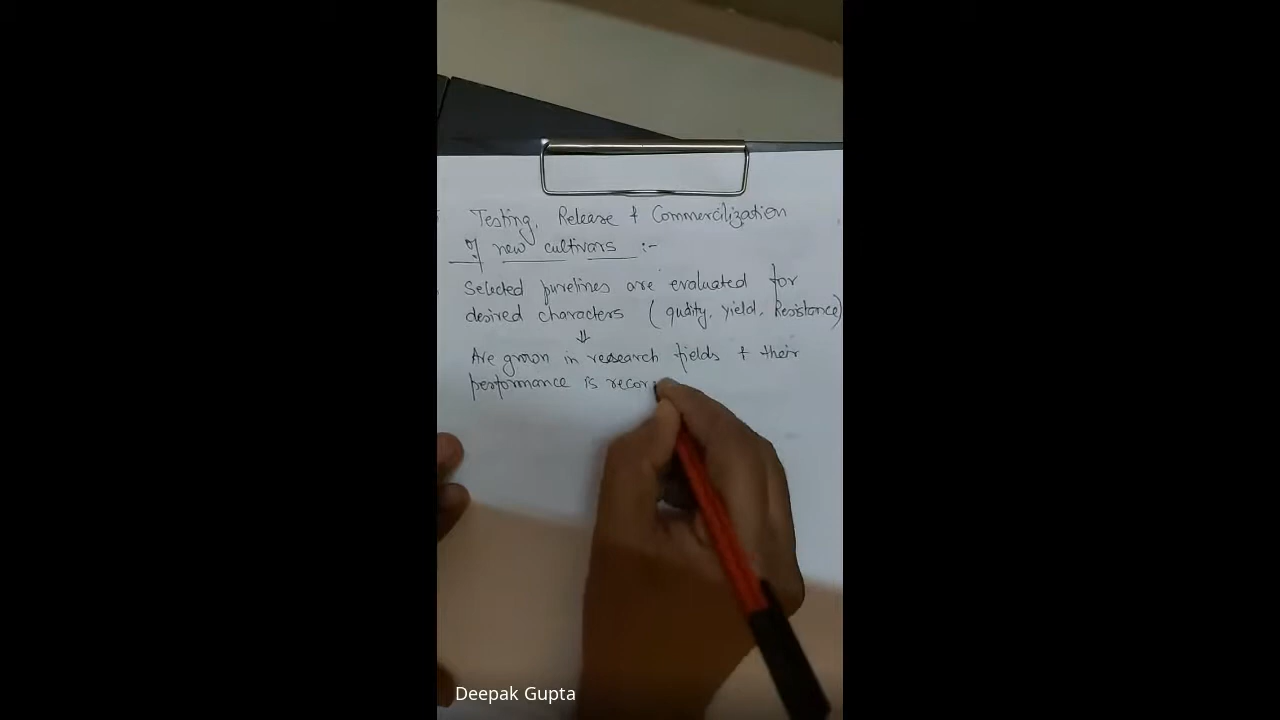 Testing, Release & Commercilization
of new cultivars :-
Selected purelines are evaluated for
desired characters (quality, yield, Resistance)
⇓
Are grown in research fields & their
performance is recor
Deepak Gupta